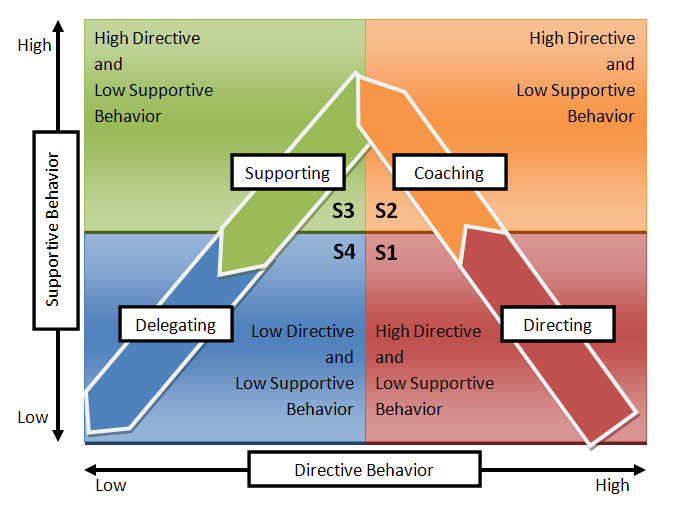 High
High Directive
and
Low Supportive
Behavior
High Directive
and
Low Supportive
Behavior
Supportive Behavior
Supporting
Coaching
S3
S2
S4
S1
Delegating
Directing
Low Directive
and
Low Supportive
Behavior
High Directive
and
Low Supportive
Behavior
Low
Directive Behavior
Low
High